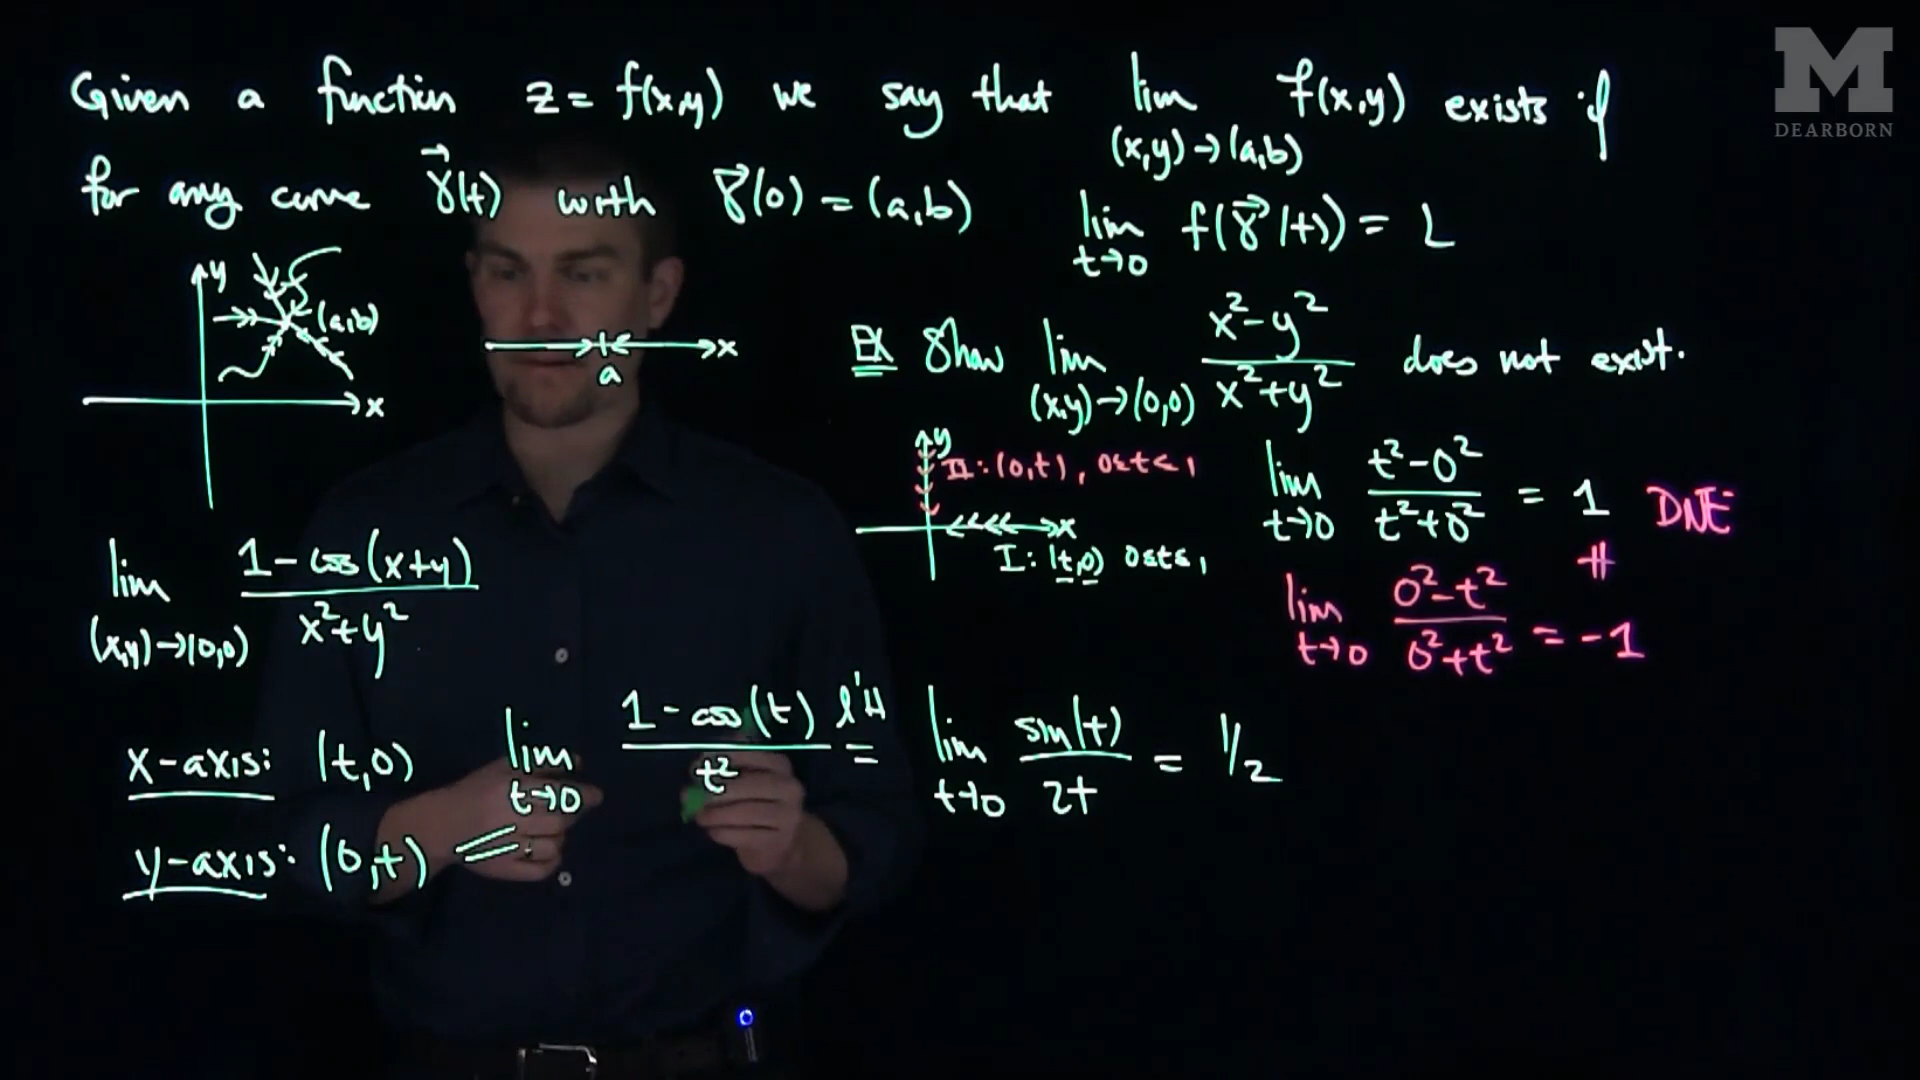 Given a function z = f(x,y) we say that lim (x,y)→(a,b) f(x,y) exists if
for any curve γ⃗(t) with γ⃗(0) = (a,b) lim t→0 f(γ⃗(t)) = L
y
(a,b)
x
a
x
EX Show lim (x,y)→(0,0) x²-y² / x²+y² does not exist.
y
II: (0,t), 0≤t≤1
x
I: (t,0) 0≤t≤1
lim t→0 t²-0² / t²+0² = 1 DNE
≠
lim t→0 0²-t² / 0²+t² = -1
lim (x,y)→(0,0) 1-cos(x+y) / x²+y²
x-axis: (t,0) lim t→0 1-cos(t) / t² l'H = lim t→0 sin(t) / 2t = 1/2
y-axis: (0,t) =
M
DEARBORN